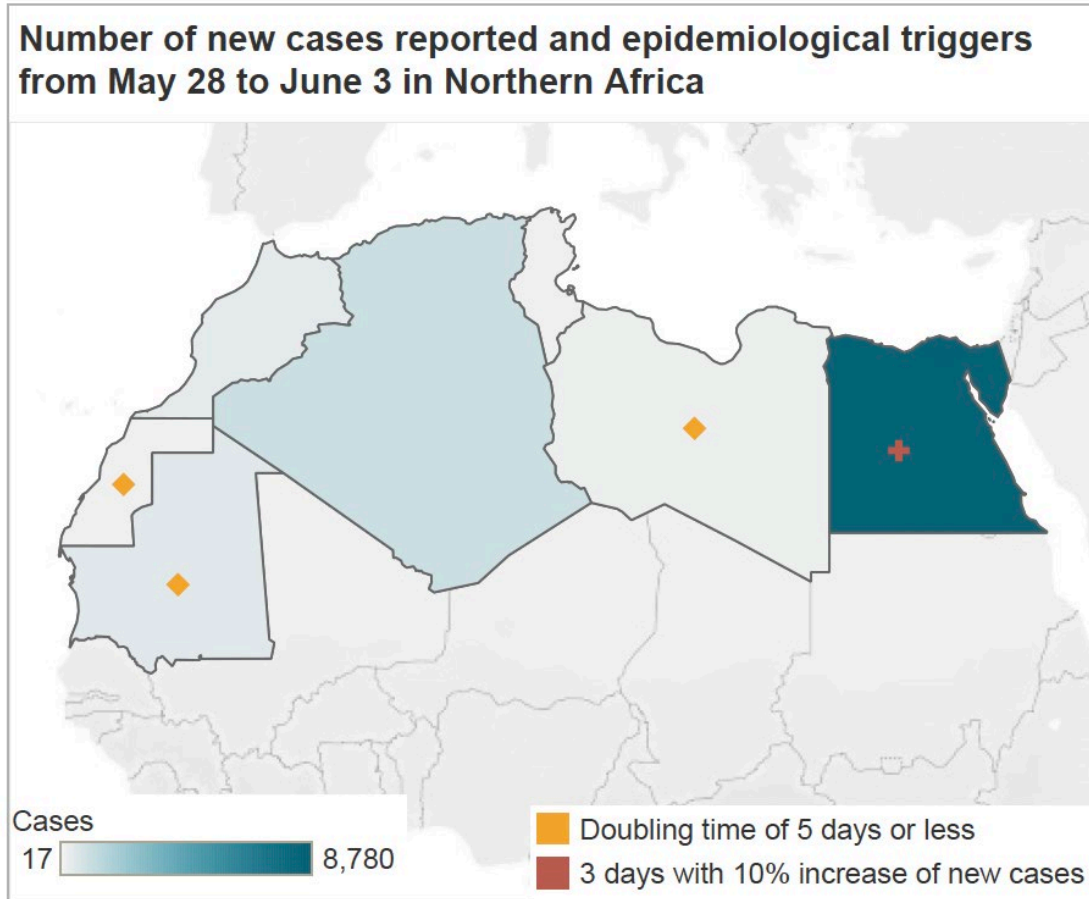 Number of new cases reported and epidemiological triggers
from May 28 to June 3 in Northern Africa
Cases
17 8,780
Doubling time of 5 days or less
3 days with 10% increase of new cases